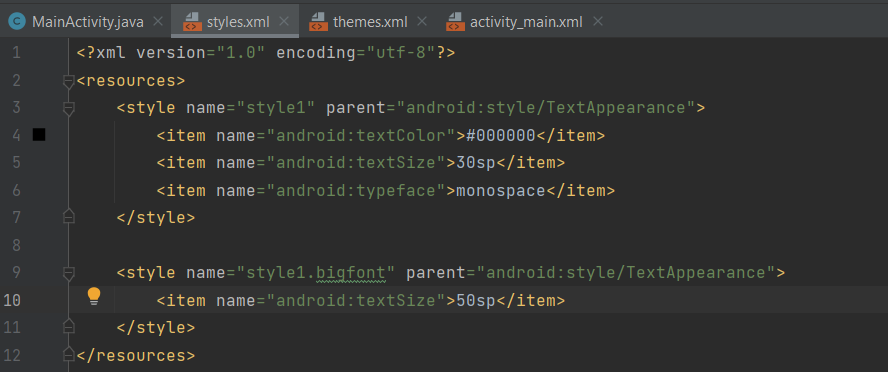 MainActivity.java styles.xml themes.xml activity_main.xml
1 <?xml version="1.0" encoding="utf-8"?>
2 <resources>
3 <style name="style1" parent="android:style/TextAppearance">
4 <item name="android:textColor">#000000</item>
5 <item name="android:textSize">30sp</item>
6 <item name="android:typeface">monospace</item>
7 </style>
8
9 <style name="style1.bigfont" parent="android:style/TextAppearance">
10 <item name="android:textSize">50sp</item>
11 </style>
12 </resources>